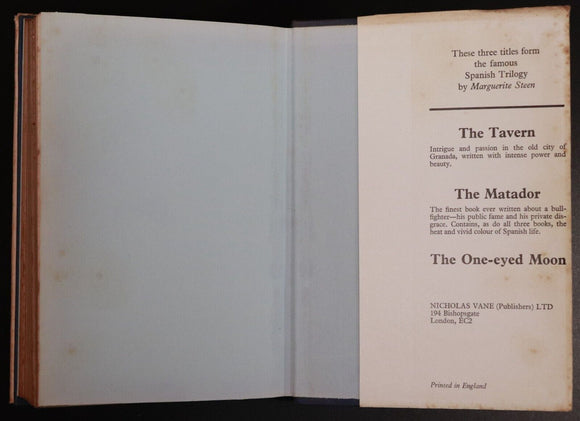 These three titles form
the famous
Spanish Trilogy
by Marguerite Steen
The Tavern
Intrigue and passion in the old city of
Granada, written with intense power and
beauty.
The Matador
The finest book ever written about a bull-
fighter—his public fame and his private dis-
grace. Contains, as do all three books, the
heat and vivid colour of Spanish life.
The One-eyed Moon
NICHOLAS VANE (Publishers) LTD
194 Bishopsgate
London, EC2
Printed in England